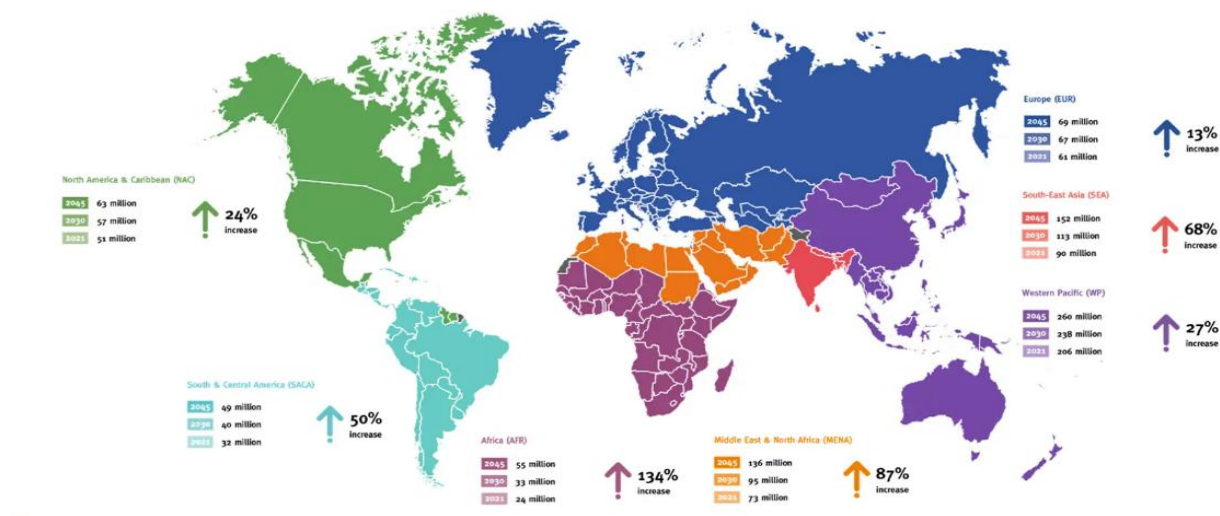 Europe (EUR)
2045 69 million
2030 67 million
2021 61 million
13%
increase
North America & Caribbean (NAC)
2045 63 million
2030 57 million
2021 51 million
24%
increase
South-East Asia (SEA)
2045 152 million
2030 113 million
2021 90 million
68%
increase
Western Pacific (WP)
2045 260 million
2030 238 million
2021 206 million
27%
increase
South & Central America (SACA)
2045 49 million
2030 40 million
2021 32 million
50%
increase
Africa (AFR)
2045 55 million
2030 33 million
2021 24 million
134%
increase
Middle East & North Africa (MENA)
2045 136 million
2030 95 million
2021 73 million
87%
increase